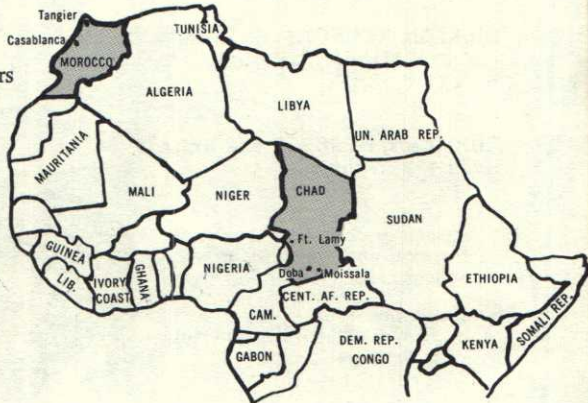 Tangier
Casablanca
MOROCCO
TUNISIA
rs
ALGERIA
LIBYA
UN. ARAB REP.
MAURITANIA
MALI
NIGER
CHAD
SUDAN
Ft. Lamy
GUINEA
LIB.
IVORY
COAST
GHANA
NIGERIA
Doba
Moissala
ETHIOPIA
CENT. AF. REP.
CAM.
SOMALI REP.
GABON
DEM. REP.
CONGO
KENYA